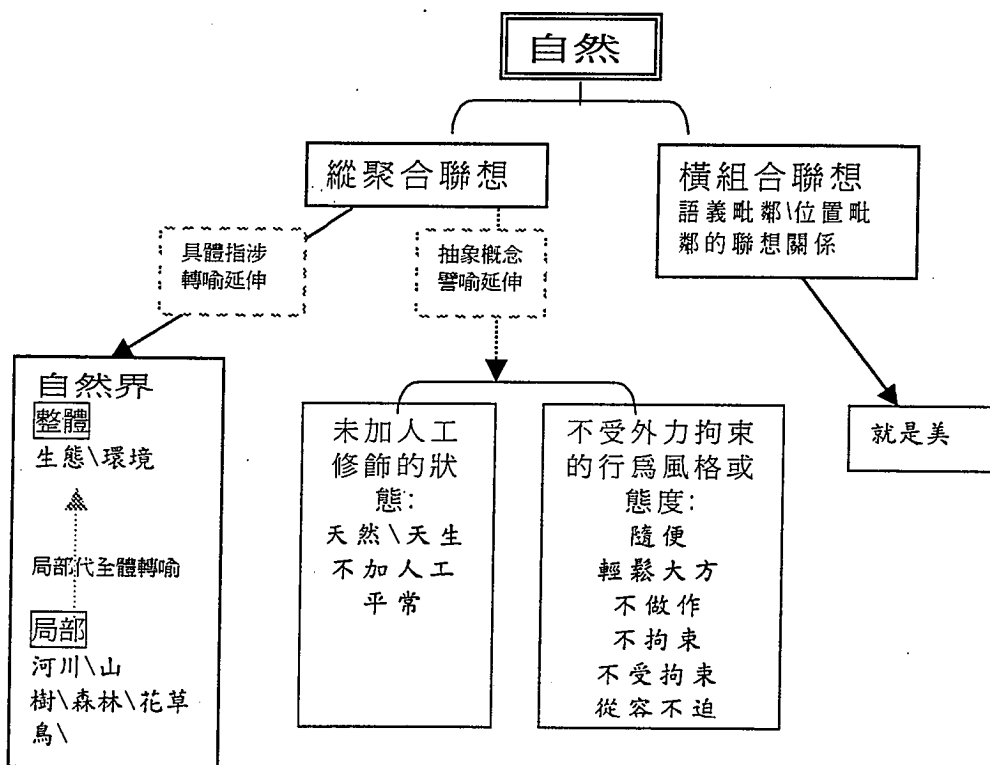 自然
縱聚合聯想
橫組合聯想
語義毗鄰\位置毗
鄰的聯想關係
具體指涉
轉喻延伸
抽象概念
譬喻延伸
自然界
整體
生態\環境
局部代至體轉喻
局部
河川\山
樹\森林\花草
鳥\
未加人工
修飾的狀
態:
天然\天生
不加人工
平常
不受外力拘束
的行爲風格或
態度:
隨便
輕鬆大方
不做作
不拘束
不受拘束
從容不迫
就是美